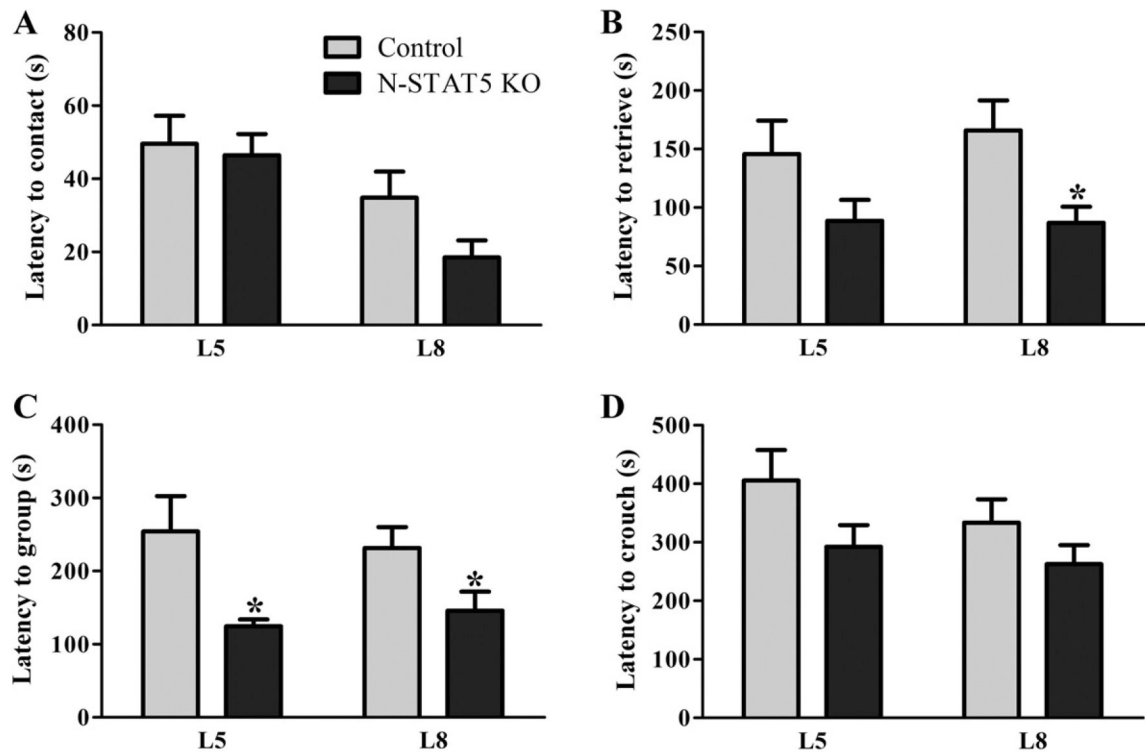 A
Latency to contact (s)
80
60
40
20
0
L5 L8
Control
N-STAT5 KO
B
Latency to retrieve (s)
250
200
150
100
50
0
*
L5 L8
C
Latency to group (s)
400
300
200
100
0
* *
L5 L8
D
Latency to crouch (s)
500
400
300
200
100
0
L5 L8